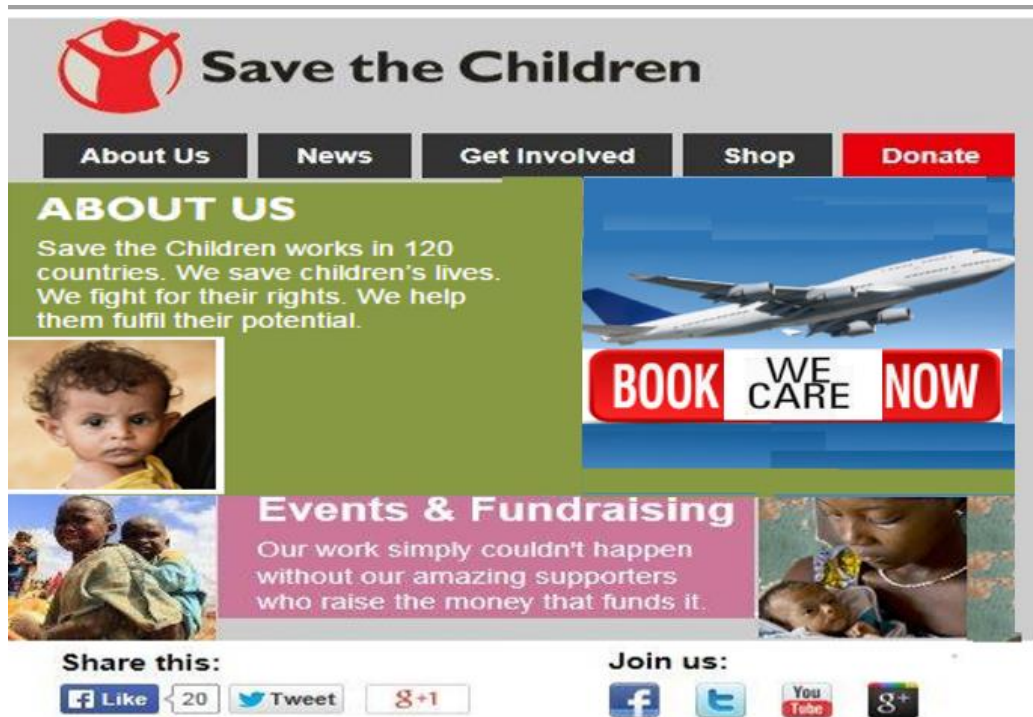 Save the Children
About Us News Get Involved Shop Donate
ABOUT US
Save the Children works in 120
countries. We save children's lives.
We fight for their rights. We help
them fulfil their potential.
BOOK WE CARE NOW
Events & Fundraising
Our work simply couldn't happen
without our amazing supporters
who raise the money that funds it.
Share this:
Like 20 Tweet g+1
Join us:
f t You Tube g+